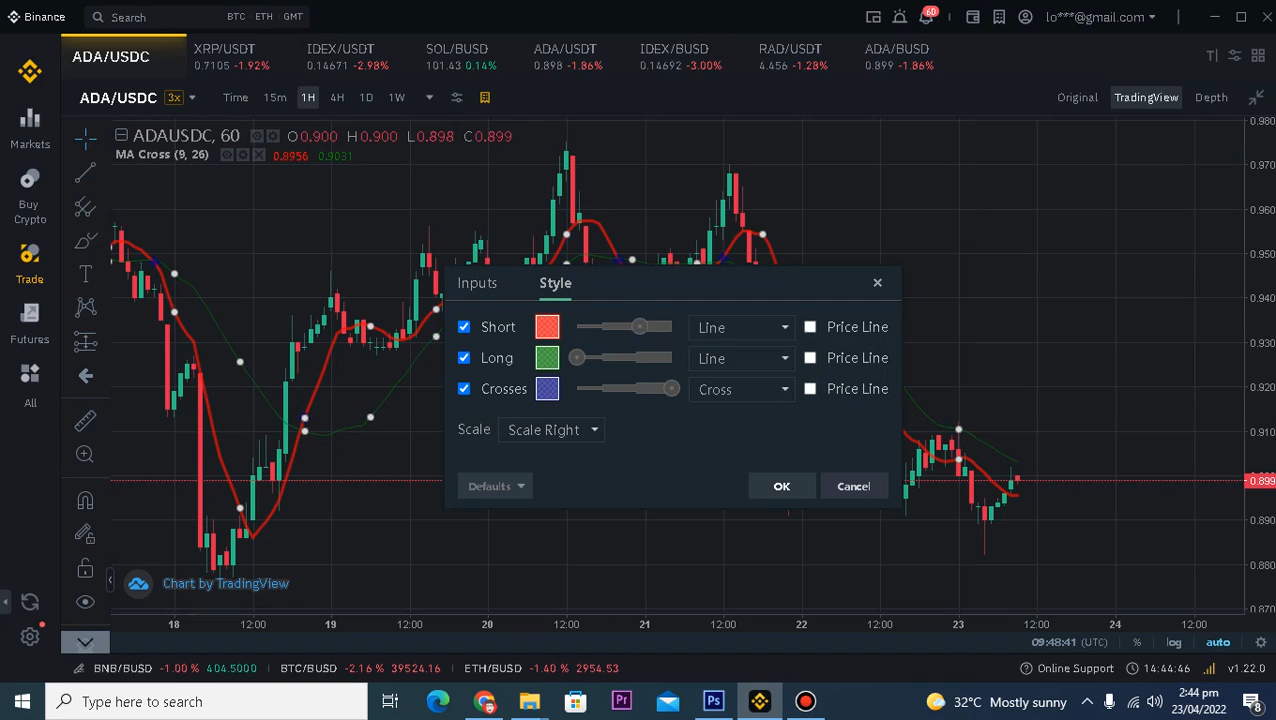 Binance
Search
BTC ETH GMT
60
lo***@gmail.com
ADA/USDC
XRP/USDT
0.7105 -1.92%
IDEX/USDT
0.14671 -2.98%
SOL/BUSD
101.43 0.14%
ADA/USDT
0.898 -1.86%
IDEX/BUSD
0.14692 -3.00%
RAD/USDT
4.456 -1.28%
ADA/BUSD
0.899 -1.86%
ADA/USDC 3x
Time 15m 1H 4H 1D 1W
Original TradingView Depth
Markets
Buy
Crypto
Trade
Futures
All
ADAUSDC, 60 O0.900 H0.900 L0.898 C0.899
MA Cross (9, 26) 0.8956 0.9031
0.980
0.970
0.960
0.950
0.940
0.930
0.920
0.910
0.899
0.890
0.880
0.870
Inputs Style
Short Line Price Line
Long Line Price Line
Crosses Cross Price Line
Scale Scale Right
Defaults OK Cancel
Chart by TradingView
18 12:00 19 12:00 20 12:00 21 12:00 22 12:00 23 12:00 24 12:00
09:48:41 (UTC) % log auto
BNB/BUSD -1.00 % 404.5000 BTC/BUSD -2.16 % 39524.16 ETH/BUSD -1.40 % 2954.53
Online Support 14:44:46 v1.22.0
Type here to search
Pr
Ps
32°C Mostly sunny
2:44 pm
23/04/2022
8